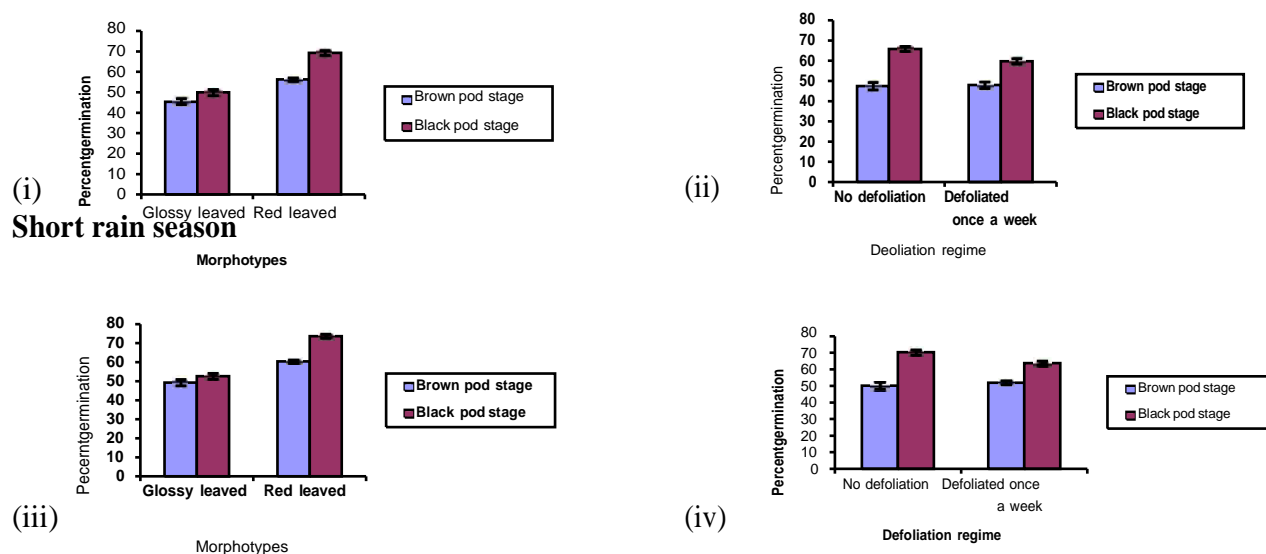 80
70
60
50
40
30
20
10
0
Percentgermination
Glossy leaved Red leaved
Morphotypes
Brown pod stage
Black pod stage
(i)
80
70
60
50
40
30
20
10
0
Percentgermination
No defoliation Defoliated
once a week
Deoliation regime
Brown pod stage
Black pod stage
(ii)
Short rain season
80
70
60
50
40
30
20
10
0
Pecerntgermination
Glossy leaved Red leaved
Morphotypes
Brown pod stage
Black pod stage
(iii)
80
70
60
50
40
30
20
10
0
Percentgermination
No defoliation Defoliated once
a week
Defoliation regime
Brown pod stage
Black pod stage
(iv)